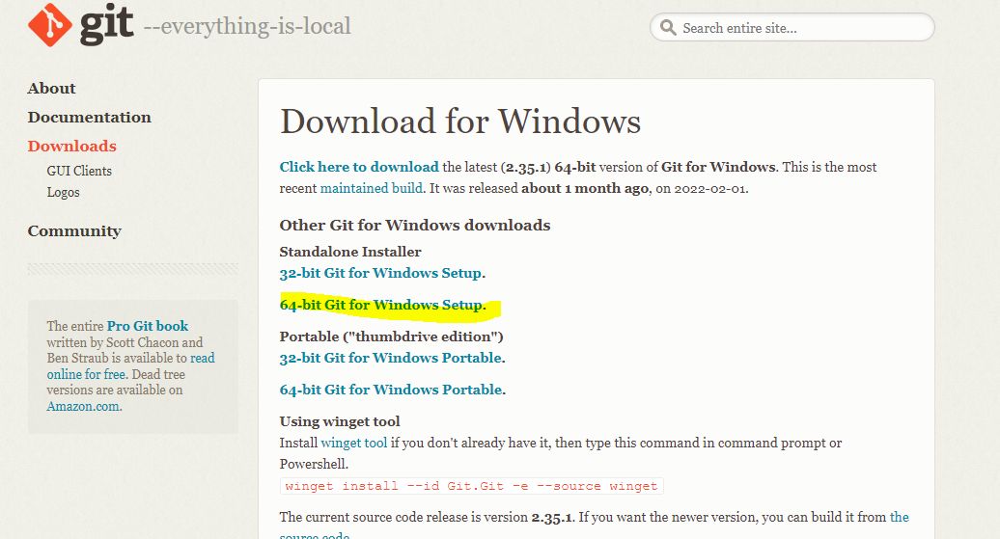 git --everything-is-local
Search entire site...
About
Documentation
Downloads
GUI Clients
Logos
Community
The entire Pro Git book
written by Scott Chacon and
Ben Straub is available to read
online for free. Dead tree
versions are available on
Amazon.com.
Download for Windows
Click here to download the latest (2.35.1) 64-bit version of Git for Windows. This is the most
recent maintained build. It was released about 1 month ago, on 2022-02-01.
Other Git for Windows downloads
Standalone Installer
32-bit Git for Windows Setup.
64-bit Git for Windows Setup.
Portable ("thumbdrive edition")
32-bit Git for Windows Portable.
64-bit Git for Windows Portable.
Using winget tool
Install winget tool if you don't already have it, then type this command in command prompt or
Powershell.
winget install --id Git.Git -e --source winget
The current source code release is version 2.35.1. If you want the newer version, you can build it from the
source code.